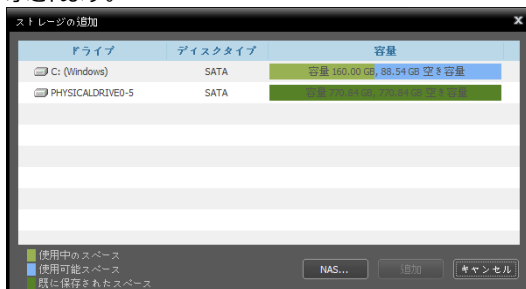 ストレージの追加
x
ドライブ ディスクタイプ 容量
C: (Windows) SATA 容量 160.00 GB, 88.54 GB 空き容量
PHYSICALDRIVE0-5 SATA 容量 770.84 GB, 770.84 GB 空き容量
使用中のスペース
使用可能スペース
既に保存されたスペース
NAS... 追加 キャンセル